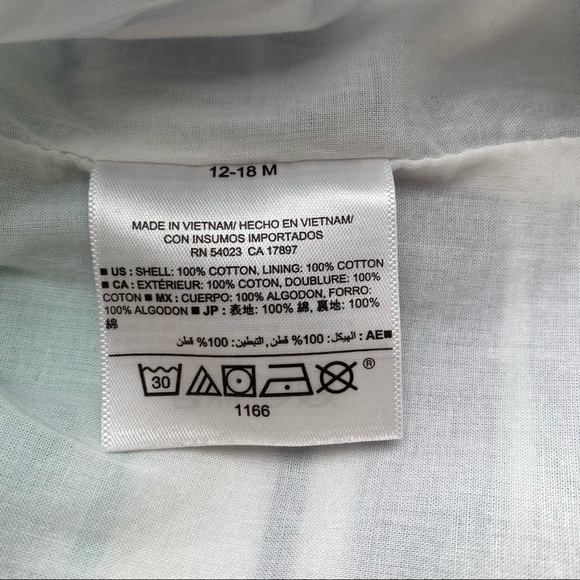 12-18 M
MADE IN VIETNAM/ HECHO EN VIETNAM/
CON INSUMOS IMPORTADOS
RN 54023 CA 17897
■ US : SHELL: 100% COTTON, LINING: 100% COTTON
■ CA : EXTÉRIEUR: 100% COTON, DOUBLURE: 100%
COTON ■ MX : CUERPO: 100% ALGODON, FORRO:
100% ALGODON ■ JP : 表地: 100% 綿, 裏地: 100%
綿
■ AE : الهيكل: 100% قطن, التبطين: 100% قطن
30 ®
1166